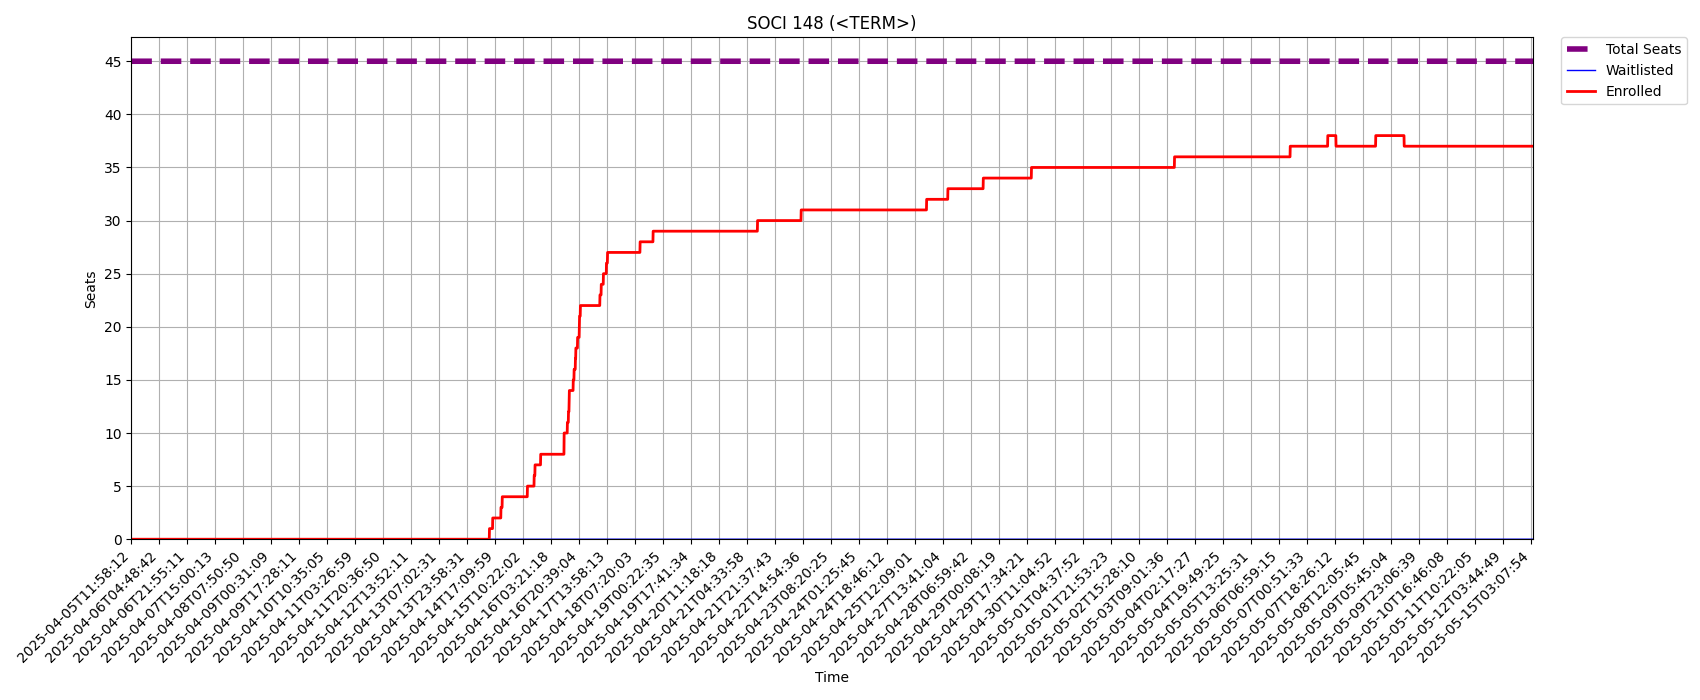 SOCI 148 (<TERM>)
Total Seats
Waitlisted
Enrolled
Seats
45
40
35
30
25
20
15
10
5
0
2025-04-05T11:58:12
2025-04-06T04:48:42
2025-04-06T21:55:11
2025-04-07T15:00:13
2025-04-08T07:50:50
2025-04-09T00:31:09
2025-04-09T17:28:11
2025-04-10T10:35:05
2025-04-11T03:26:59
2025-04-11T20:36:50
2025-04-12T13:52:11
2025-04-13T07:02:31
2025-04-13T23:58:31
2025-04-14T17:09:59
2025-04-15T10:22:02
2025-04-16T03:21:18
2025-04-16T20:39:04
2025-04-17T13:58:13
2025-04-18T07:20:03
2025-04-19T00:22:35
2025-04-19T17:41:34
2025-04-20T11:18:18
2025-04-21T04:33:58
2025-04-21T21:37:43
2025-04-22T14:54:36
2025-04-23T08:20:25
2025-04-24T01:25:45
2025-04-24T18:46:12
2025-04-25T12:09:01
2025-04-27T13:41:04
2025-04-28T06:59:42
2025-04-29T00:08:19
2025-04-29T17:34:21
2025-04-30T11:04:52
2025-05-01T04:37:52
2025-05-01T21:53:23
2025-05-02T15:28:10
2025-05-03T09:01:36
2025-05-04T02:17:27
2025-05-04T19:49:25
2025-05-05T13:25:31
2025-05-06T06:59:15
2025-05-07T00:51:33
2025-05-07T18:26:12
2025-05-08T12:05:45
2025-05-09T05:45:04
2025-05-09T23:06:39
2025-05-10T16:46:08
2025-05-11T10:22:05
2025-05-12T03:44:49
2025-05-15T03:07:54
Time